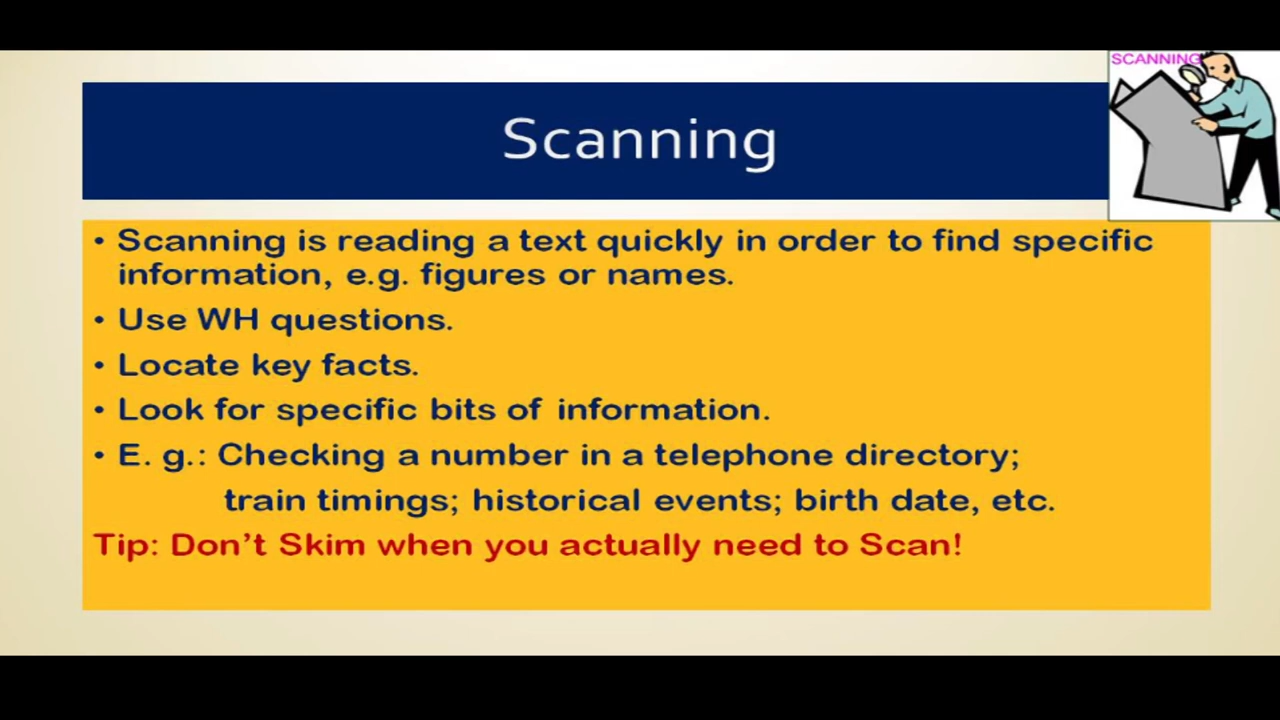 SCANNING
Scanning
• Scanning is reading a text quickly in order to find specific
information, e.g. figures or names.
• Use WH questions.
• Locate key facts.
• Look for specific bits of information.
• E. g.: Checking a number in a telephone directory;
train timings; historical events; birth date, etc.
Tip: Don't Skim when you actually need to Scan!